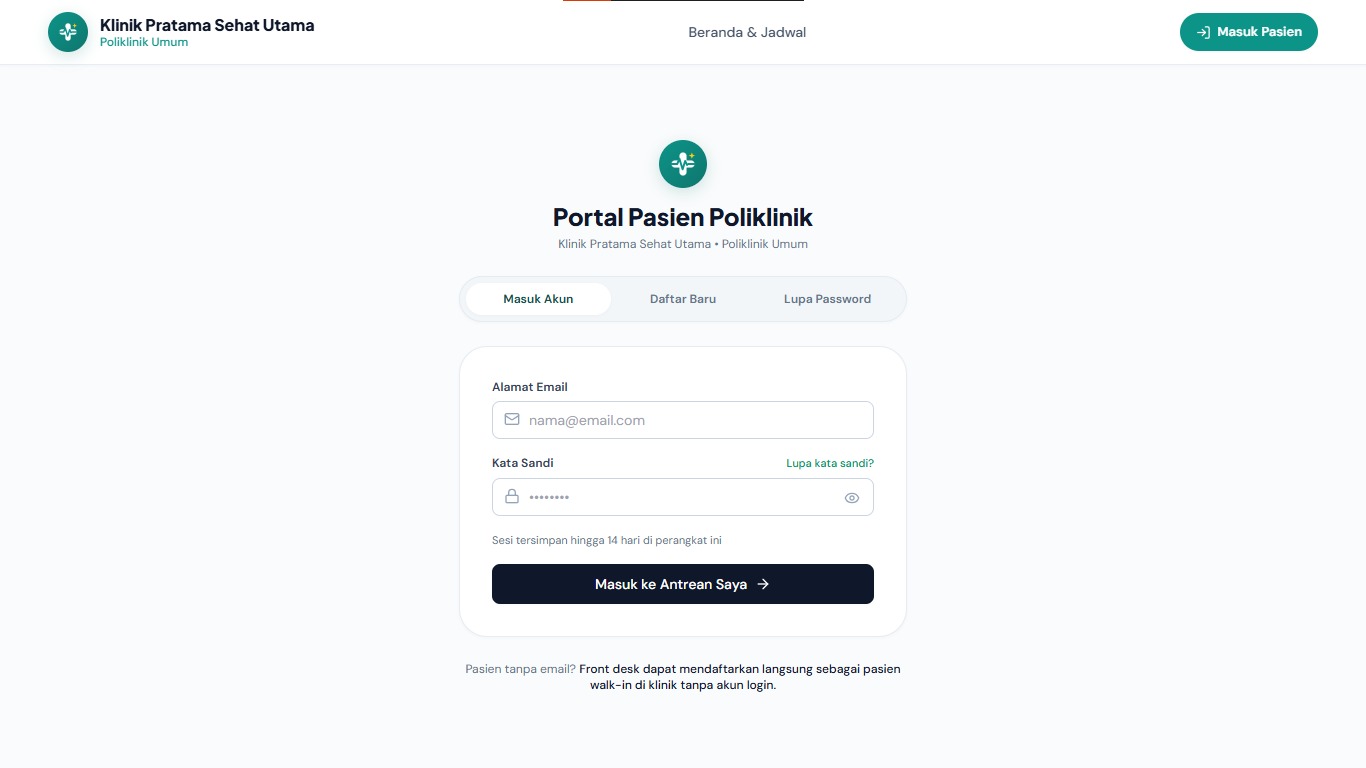 Klinik Pratama Sehat Utama
Poliklinik Umum
Beranda & Jadwal
Masuk Pasien
Portal Pasien Poliklinik
Klinik Pratama Sehat Utama • Poliklinik Umum
Masuk Akun
Daftar Baru
Lupa Password
Alamat Email
nama@email.com
Kata Sandi
Lupa kata sandi?
••••••••
Sesi tersimpan hingga 14 hari di perangkat ini
Masuk ke Antrean Saya →
Pasien tanpa email? Front desk dapat mendaftarkan langsung sebagai pasien
walk-in di klinik tanpa akun login.